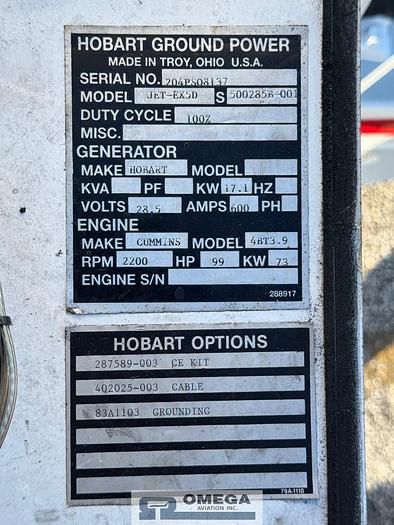 HOBART GROUND POWER
MADE IN TROY, OHIO U.S.A.
SERIAL NO. 204PS08137
MODEL JET-EX5D S 500285B-001
DUTY CYCLE 100%
MISC.
GENERATOR
MAKE HOBART MODEL
KVA PF KW 17.1 HZ
VOLTS 28.5 AMPS 600 PH
ENGINE
MAKE CUMMINS MODEL 4BT3.9
RPM 2200 HP 99 KW 73
ENGINE S/N
288917
HOBART OPTIONS
287589-003 CE KIT
402025-003 CABLE
83A1103 GROUNDING
79A-1110
OMEGA
AVIATION INC.